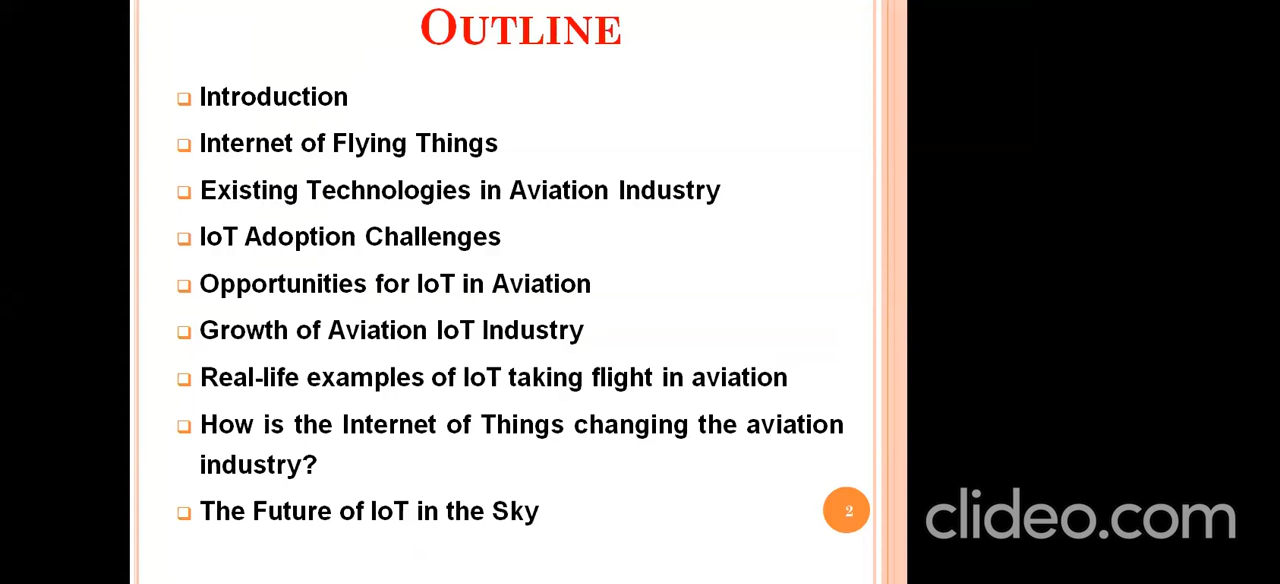 OUTLINE
Introduction
Internet of Flying Things
Existing Technologies in Aviation Industry
IoT Adoption Challenges
Opportunities for IoT in Aviation
Growth of Aviation IoT Industry
Real-life examples of IoT taking flight in aviation
How is the Internet of Things changing the aviation
industry?
The Future of IoT in the Sky
2
clideo.com